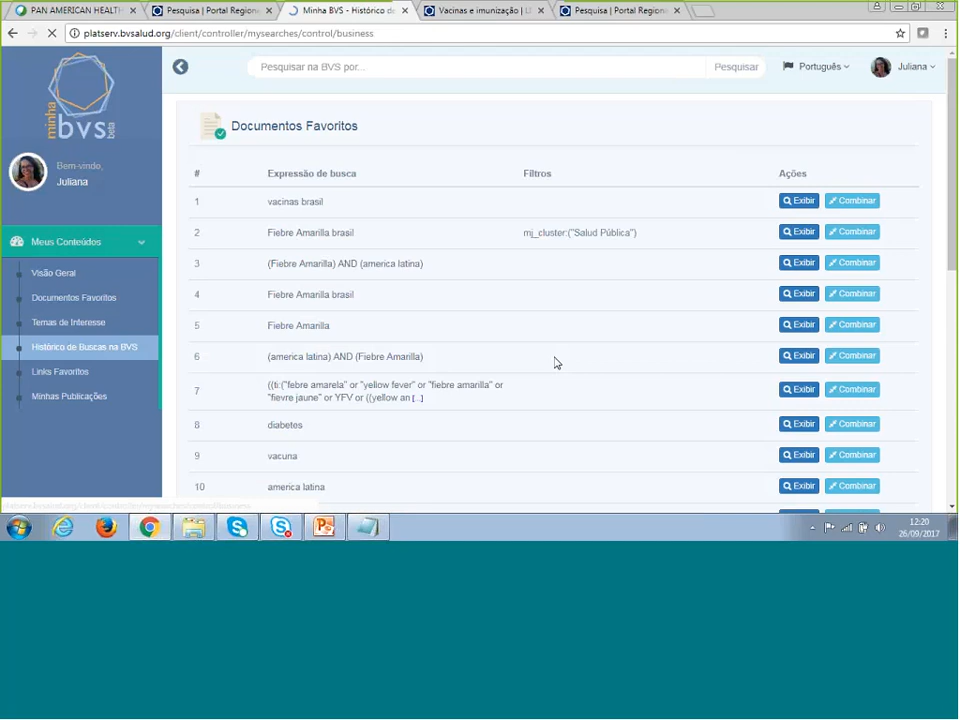 PAN AMERICAN HEALTH
Pesquisa | Portal Region
Minha BVS - Histórico de
Vacinas e imunização |
Pesquisa | Portal Region
platserv.bvsalud.org/client/controller/mysearches/control/business
minha
bvs
beta
Pesquisar na BVS por...
Pesquisar
Português
Juliana
Bem-vindo,
Juliana
Meus Conteúdos
Visão Geral
Documentos Favoritos
Temas de Interesse
Histórico de Buscas na BVS
Links Favoritos
Minhas Publicações
Documentos Favoritos
# Expressão de busca Filtros Ações
1 vacinas brasil Exibir Combinar
2 Fiebre Amarilla brasil mj_cluster:("Salud Pública") Exibir Combinar
3 (Fiebre Amarilla) AND (america latina) Exibir Combinar
4 Fiebre Amarilla brasil Exibir Combinar
5 Fiebre Amarilla Exibir Combinar
6 (america latina) AND (Fiebre Amarilla) Exibir Combinar
7 ((ti:("febre amarela" or "yellow fever" or "fiebre amarilla" or
"fievre jaune" or YFV or ((yellow an [...] Exibir Combinar
8 diabetes Exibir Combinar
9 vacuna Exibir Combinar
10 america latina Exibir Combinar
12:20
26/09/2017